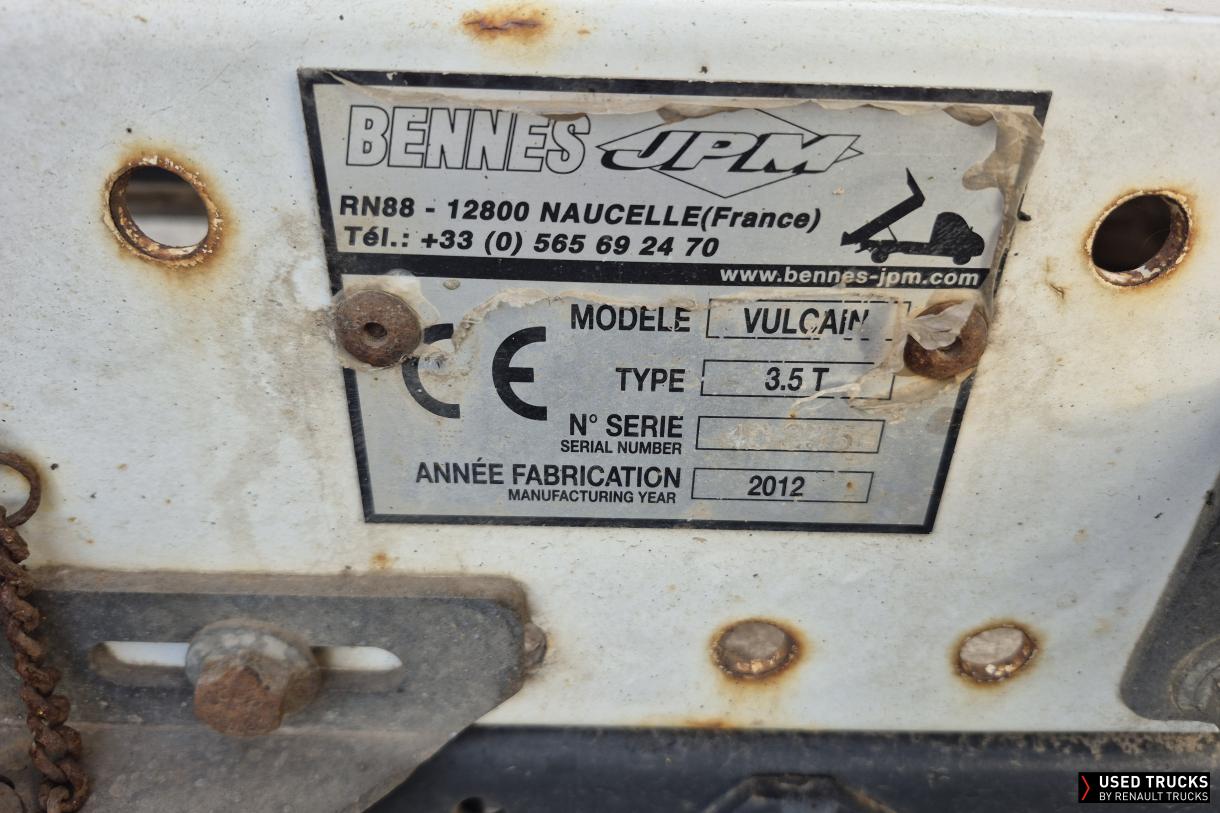 BENNES JPM
RN88 - 12800 NAUCELLE(France)
Tél.: +33 (0) 565 69 24 70
www.bennes-jpm.com
CE
MODÈLE VULCAIN
TYPE 3.5 T
N° SERIE
SERIAL NUMBER
ANNÉE FABRICATION 2012
MANUFACTURING YEAR
USED TRUCKS
BY RENAULT TRUCKS